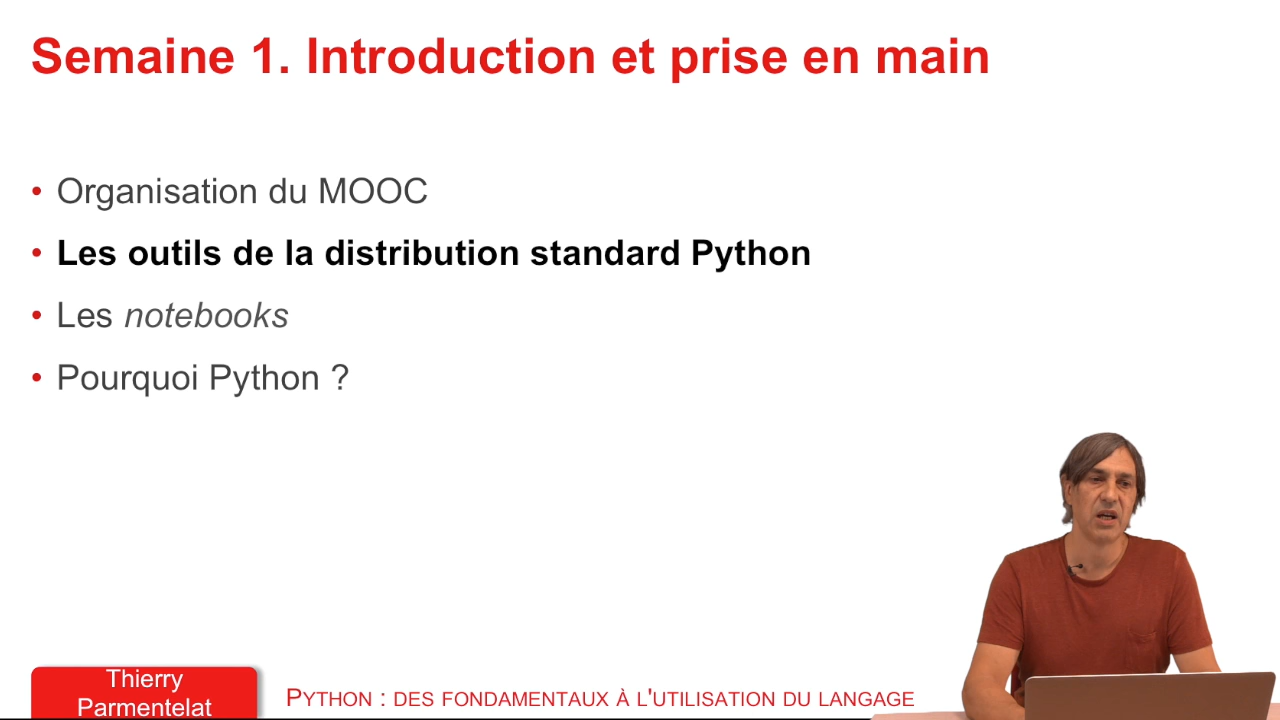 Semaine 1. Introduction et prise en main
• Organisation du MOOC
• Les outils de la distribution standard Python
• Les notebooks
• Pourquoi Python ?
Thierry
Parmentelat
PYTHON : DES FONDAMENTAUX À L'UTILISATION DU LANGAGE